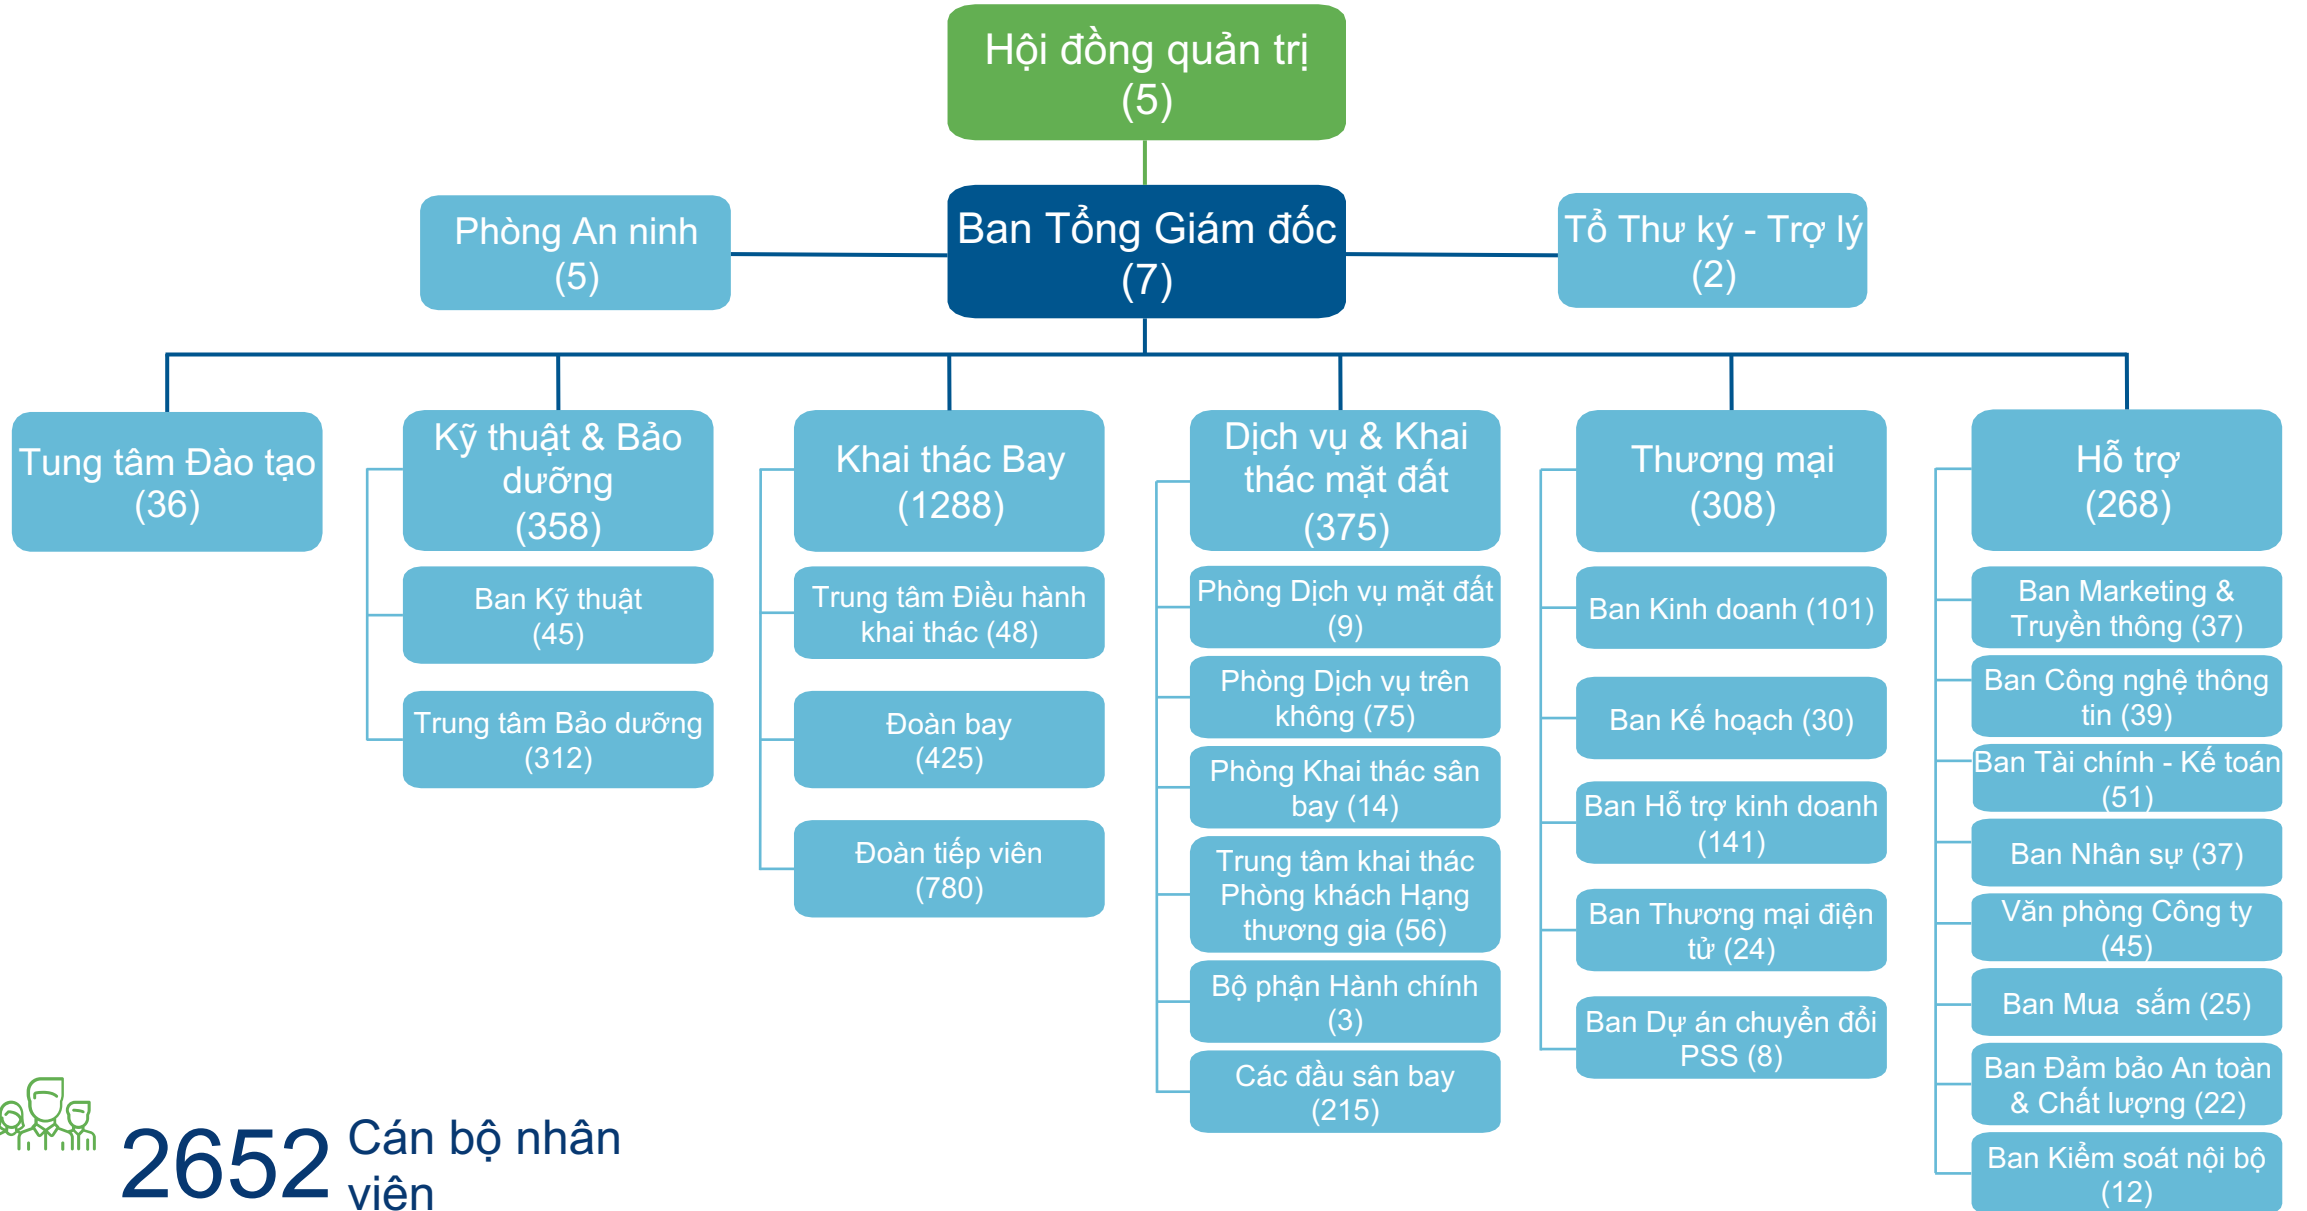 Hội đồng quản trị
(5)
Phòng An ninh
(5)
Ban Tổng Giám đốc
(7)
Tổ Thư ký - Trợ lý
(2)
Tung tâm Đào tạo
(36)
Kỹ thuật & Bảo
dưỡng
(358)
Ban Kỹ thuật
(45)
Trung tâm Bảo dưỡng
(312)
Khai thác Bay
(1288)
Trung tâm Điều hành
khai thác (48)
Đoàn bay
(425)
Đoàn tiếp viên
(780)
Dịch vụ & Khai
thác mặt đất
(375)
Phòng Dịch vụ mặt đất
(9)
Phòng Dịch vụ trên
không (75)
Phòng Khai thác sân
bay (14)
Trung tâm khai thác
Phòng khách Hạng
thương gia (56)
Bộ phận Hành chính
(3)
Các đầu sân bay
(215)
Thương mại
(308)
Ban Kinh doanh (101)
Ban Kế hoạch (30)
Ban Hỗ trợ kinh doanh
(141)
Ban Thương mại điện
tử (24)
Ban Dự án chuyển đổi
PSS (8)
Hỗ trợ
(268)
Ban Marketing &
Truyền thông (37)
Ban Công nghệ thông
tin (39)
Ban Tài chính - Kế toán
(51)
Ban Nhân sự (37)
Văn phòng Công ty
(45)
Ban Mua  sắm (25)
Ban Đảm bảo An toàn
& Chất lượng (22)
Ban Kiểm soát nội bộ
(12)
2652 Cán bộ nhân
viên